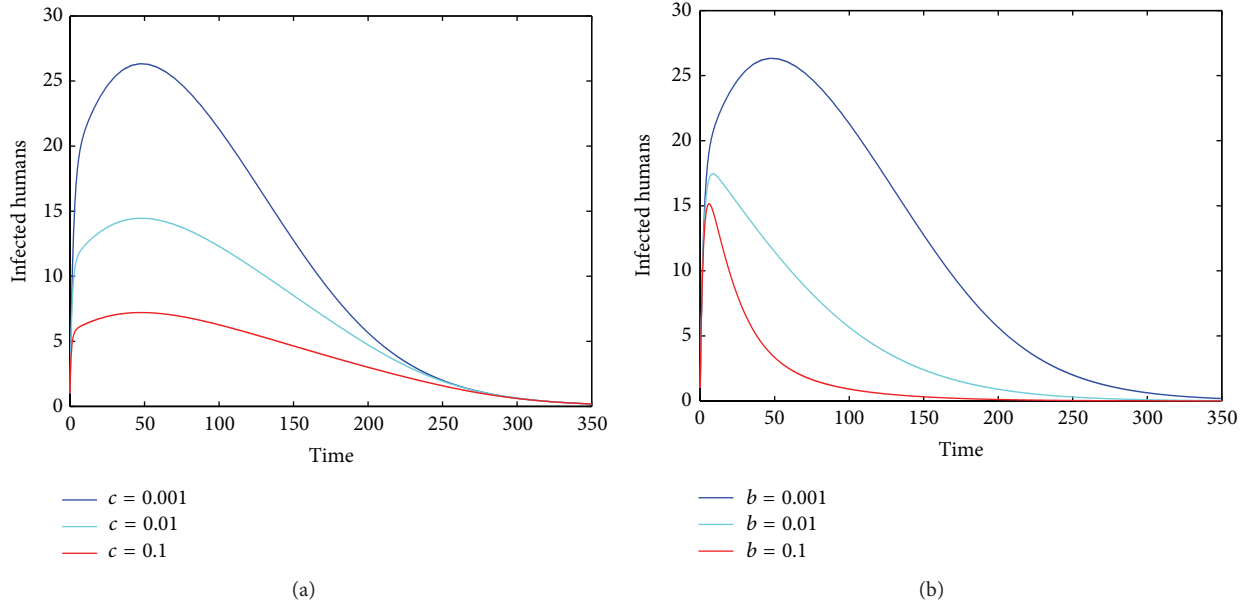 30
25
20
15
10
5
0
Infected humans
0 50 100 150 200 250 300 350
Time
c = 0.001
c = 0.01
c = 0.1
(a)
30
25
20
15
10
5
0
Infected humans
0 50 100 150 200 250 300 350
Time
b = 0.001
b = 0.01
b = 0.1
(b)